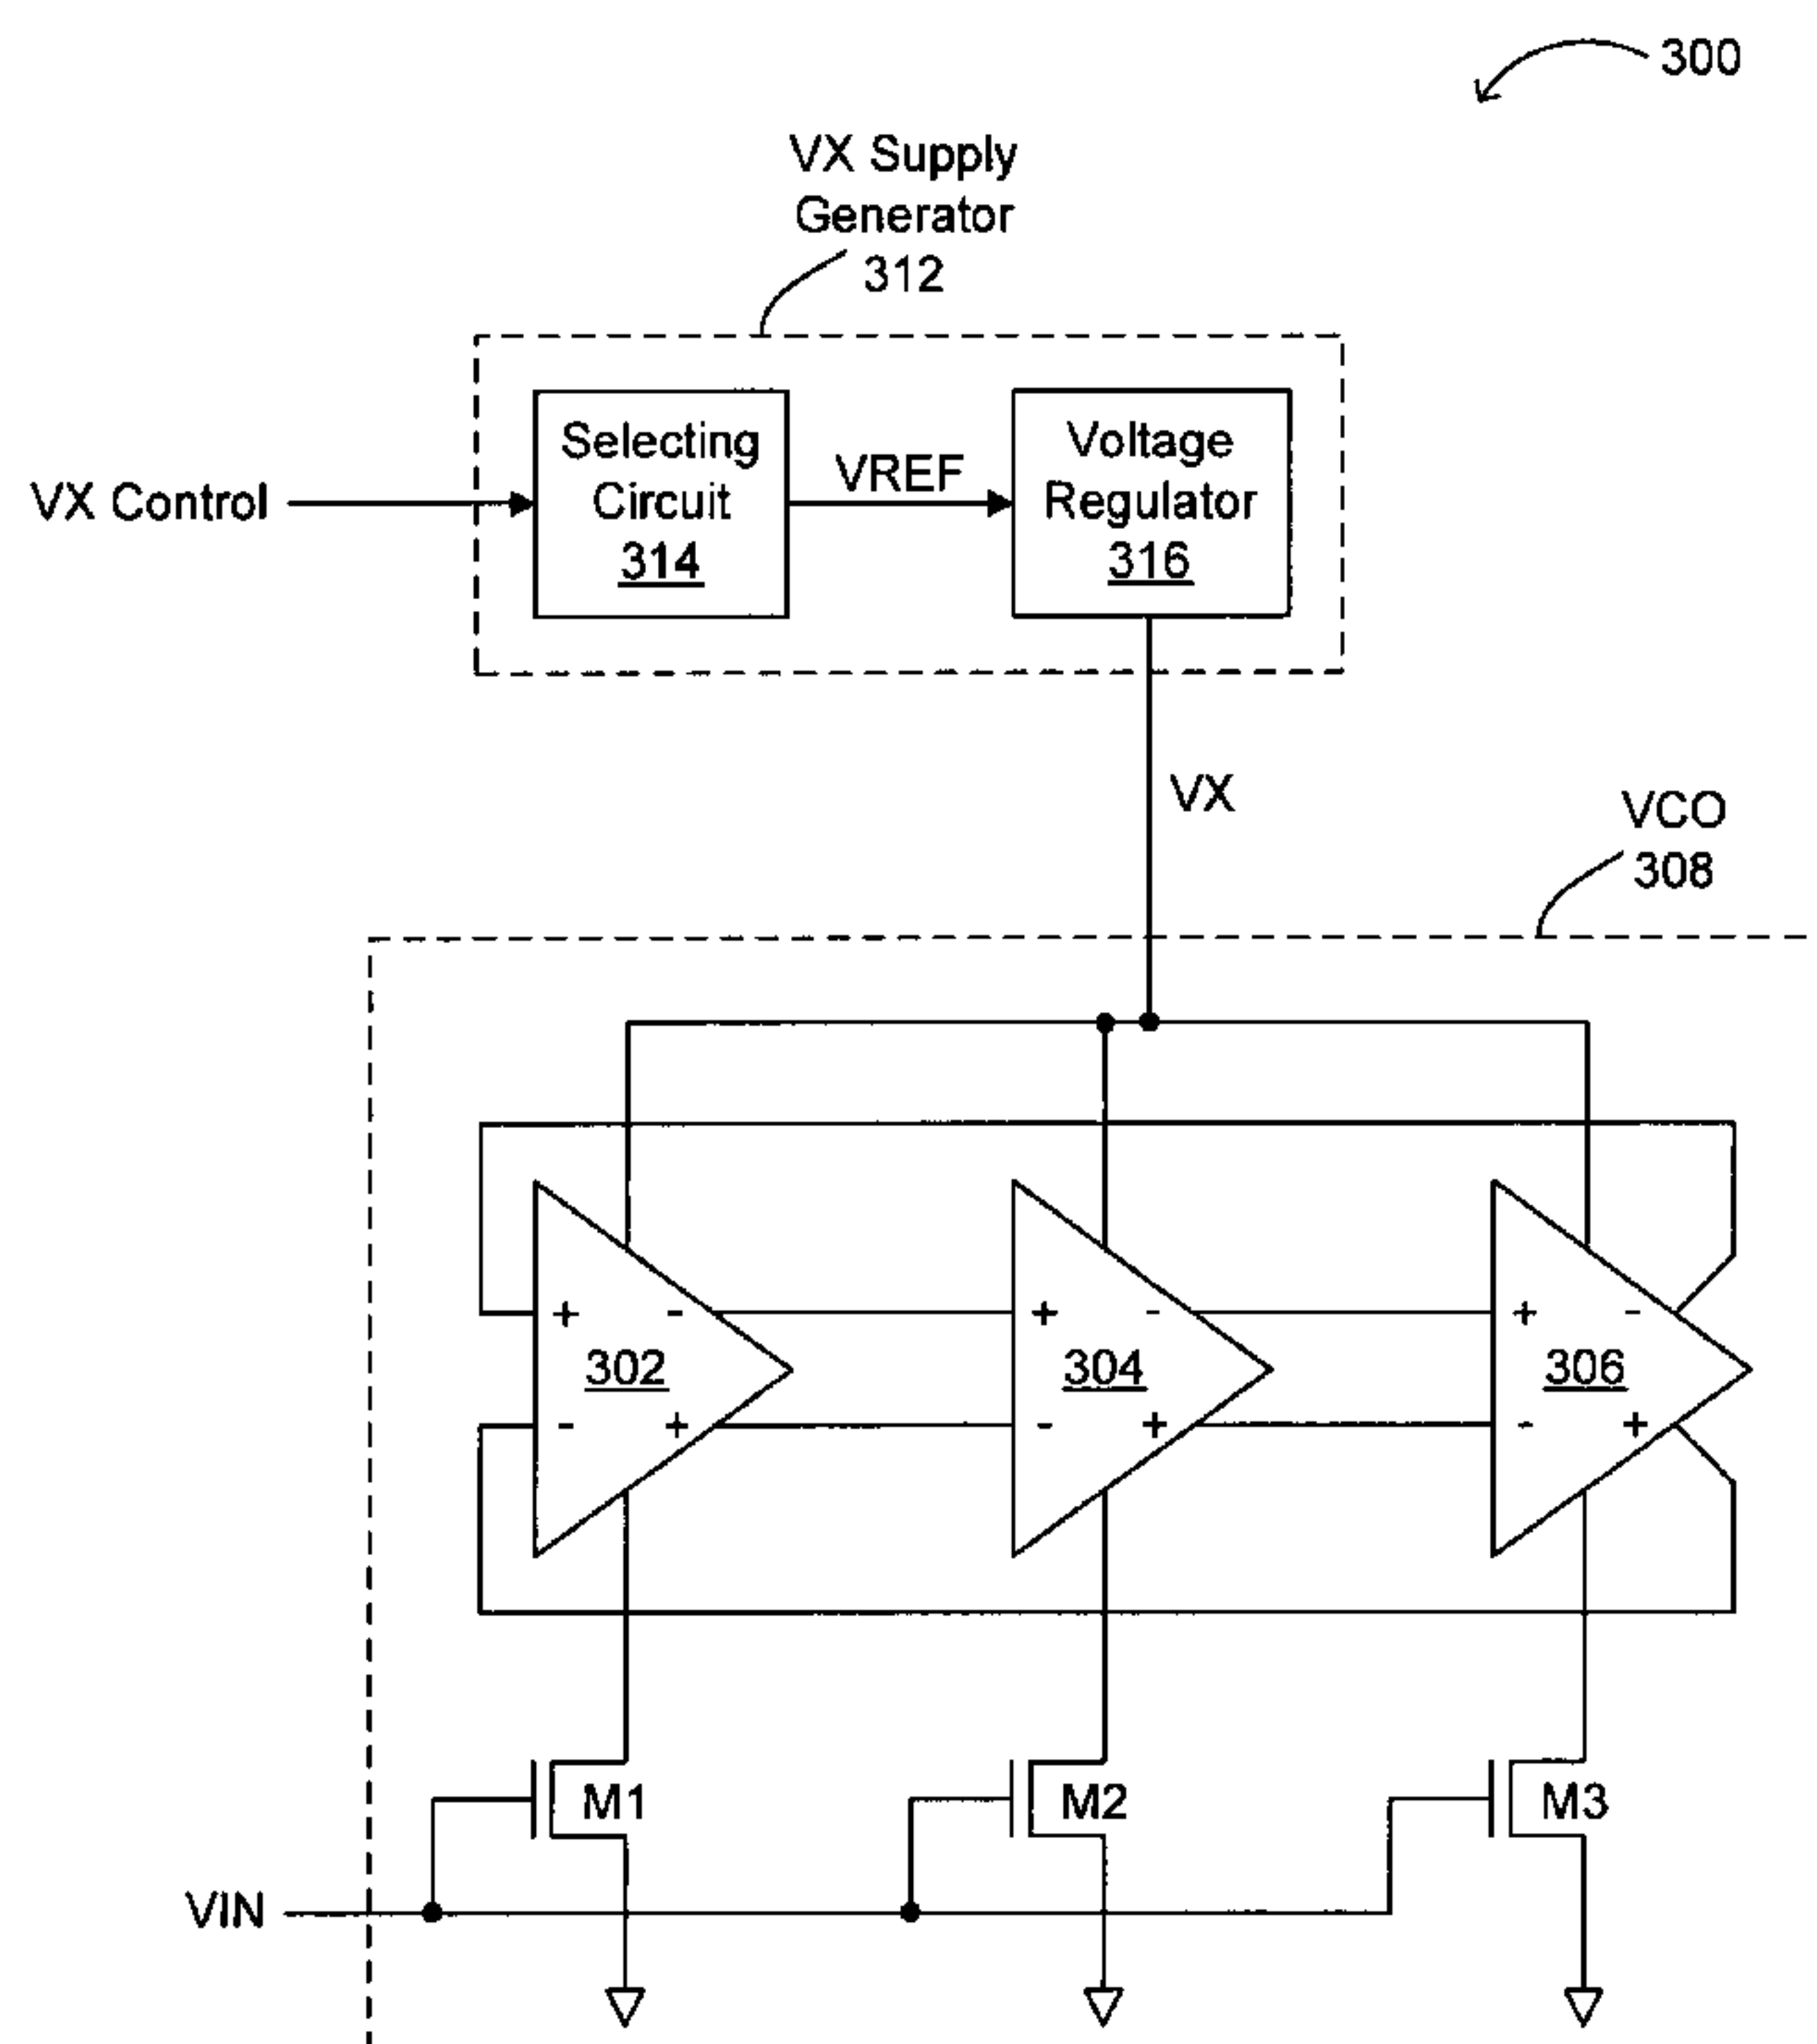 300
VX Supply
Generator
312
Selecting
Circuit
314
VREF
Voltage
Regulator
316
VX Control
VX
VCO
308
+ -
302
- +
+ -
304
- +
+ -
306
- +
M1
M2
M3
VIN